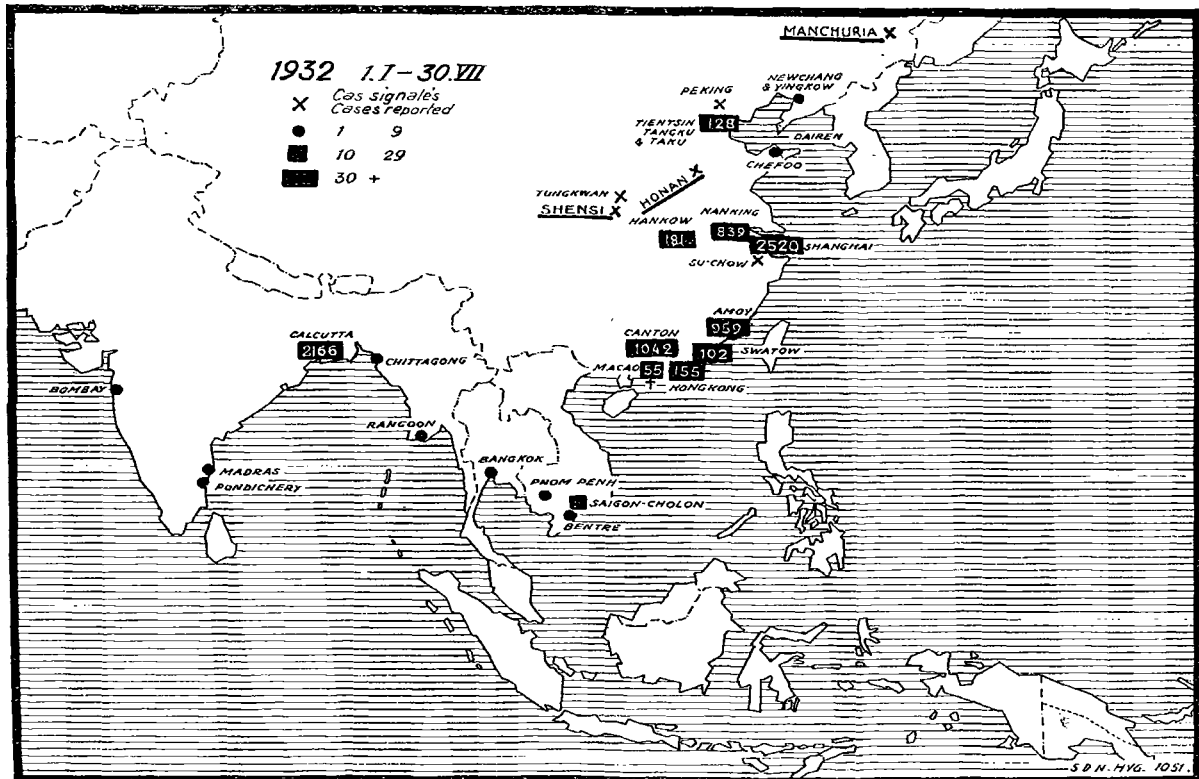 MANCHURIA
1932 1.I-30.VII
Cas signalés
Cases reported
1 9
10 29
30 +
NEWCHANG
& YINGKOW
PEKING
TIENTSIN
TANGKU
& TAKU
128
DAIREN
CHEFOO
TUNGKWAN
HONAN
SHENSI
HANKOW
181
NANKING
839
2520 SHANGHAI
SU-CHOW
AMOY
959
CALCUTTA
2166
CHITTAGONG
CANTON
1042
102 SWATOW
MACAO 55
155
HONGKONG
BOMBAY
RANGOON
BANGKOK
MADRAS
PONDICHERY
PNOM PENH
SAIGON-CHOLON
BENTRE
S.D.N. HYG. 1051.